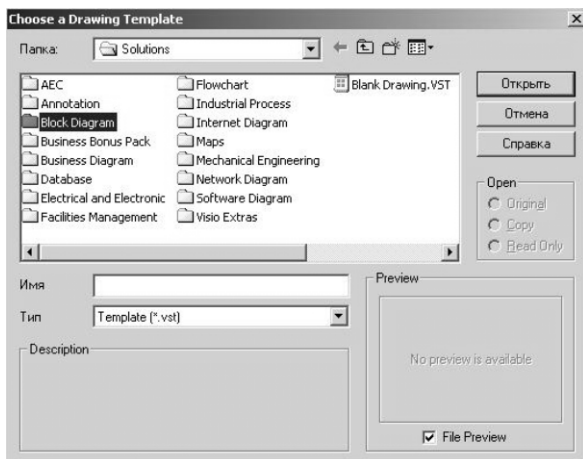 Choose a Drawing Template
Папка: Solutions
AEC
Annotation
Block Diagram
Business Bonus Pack
Business Diagram
Database
Electrical and Electronic
Facilities Management
Flowchart
Industrial Process
Internet Diagram
Maps
Mechanical Engineering
Network Diagram
Software Diagram
Visio Extras
Blank Drawing.VST
Открыть
Отмена
Справка
Open
Original
Copy
Read Only
Имя
Тип Template (*.vst)
Description
Preview
No preview is available
File Preview